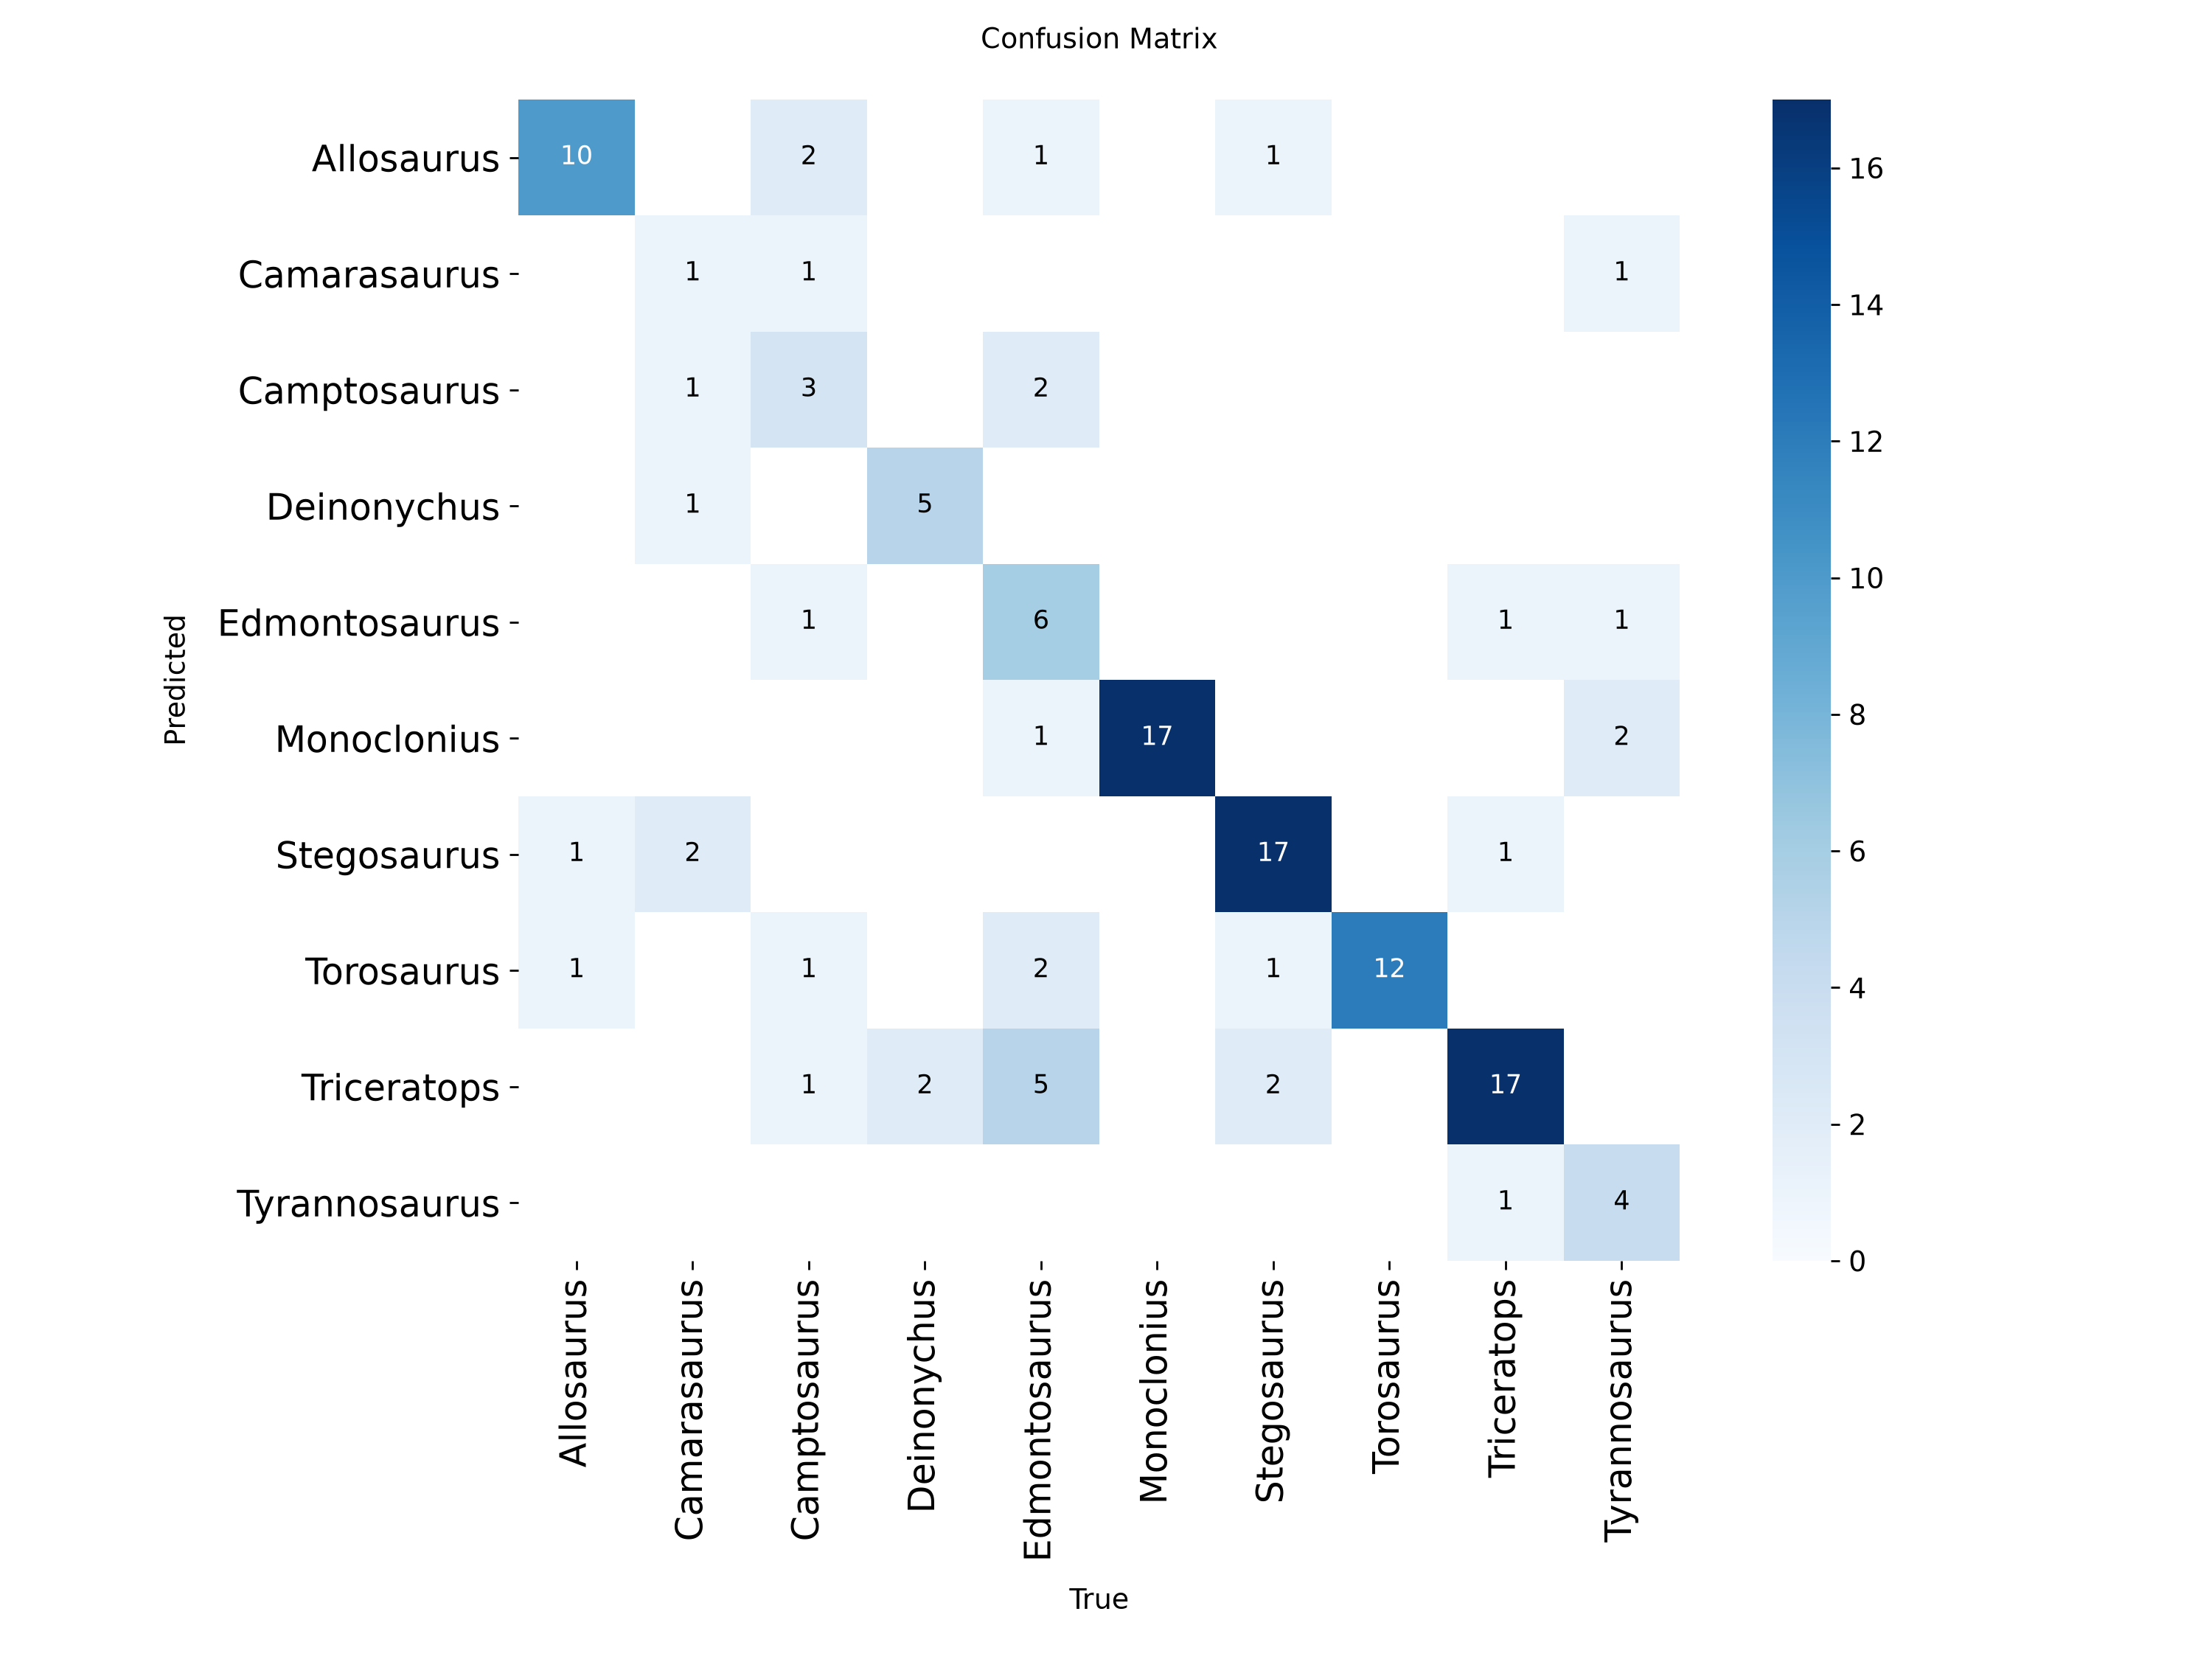 Confusion Matrix
Allosaurus 10 2 1 1
Camarasaurus 1 1 1
Camptosaurus 1 3 2
Deinonychus 1 5
Edmontosaurus 1 6 1 1
Monoclonius 1 17 2
Stegosaurus 1 2 17 1
Torosaurus 1 1 2 1 12
Triceratops 1 2 5 2 17
Tyrannosaurus 1 4
Predicted
Allosaurus
Camarasaurus
Camptosaurus
Deinonychus
Edmontosaurus
Monoclonius
Stegosaurus
Torosaurus
Triceratops
Tyrannosaurus
True
16
14
12
10
8
6
4
2
0